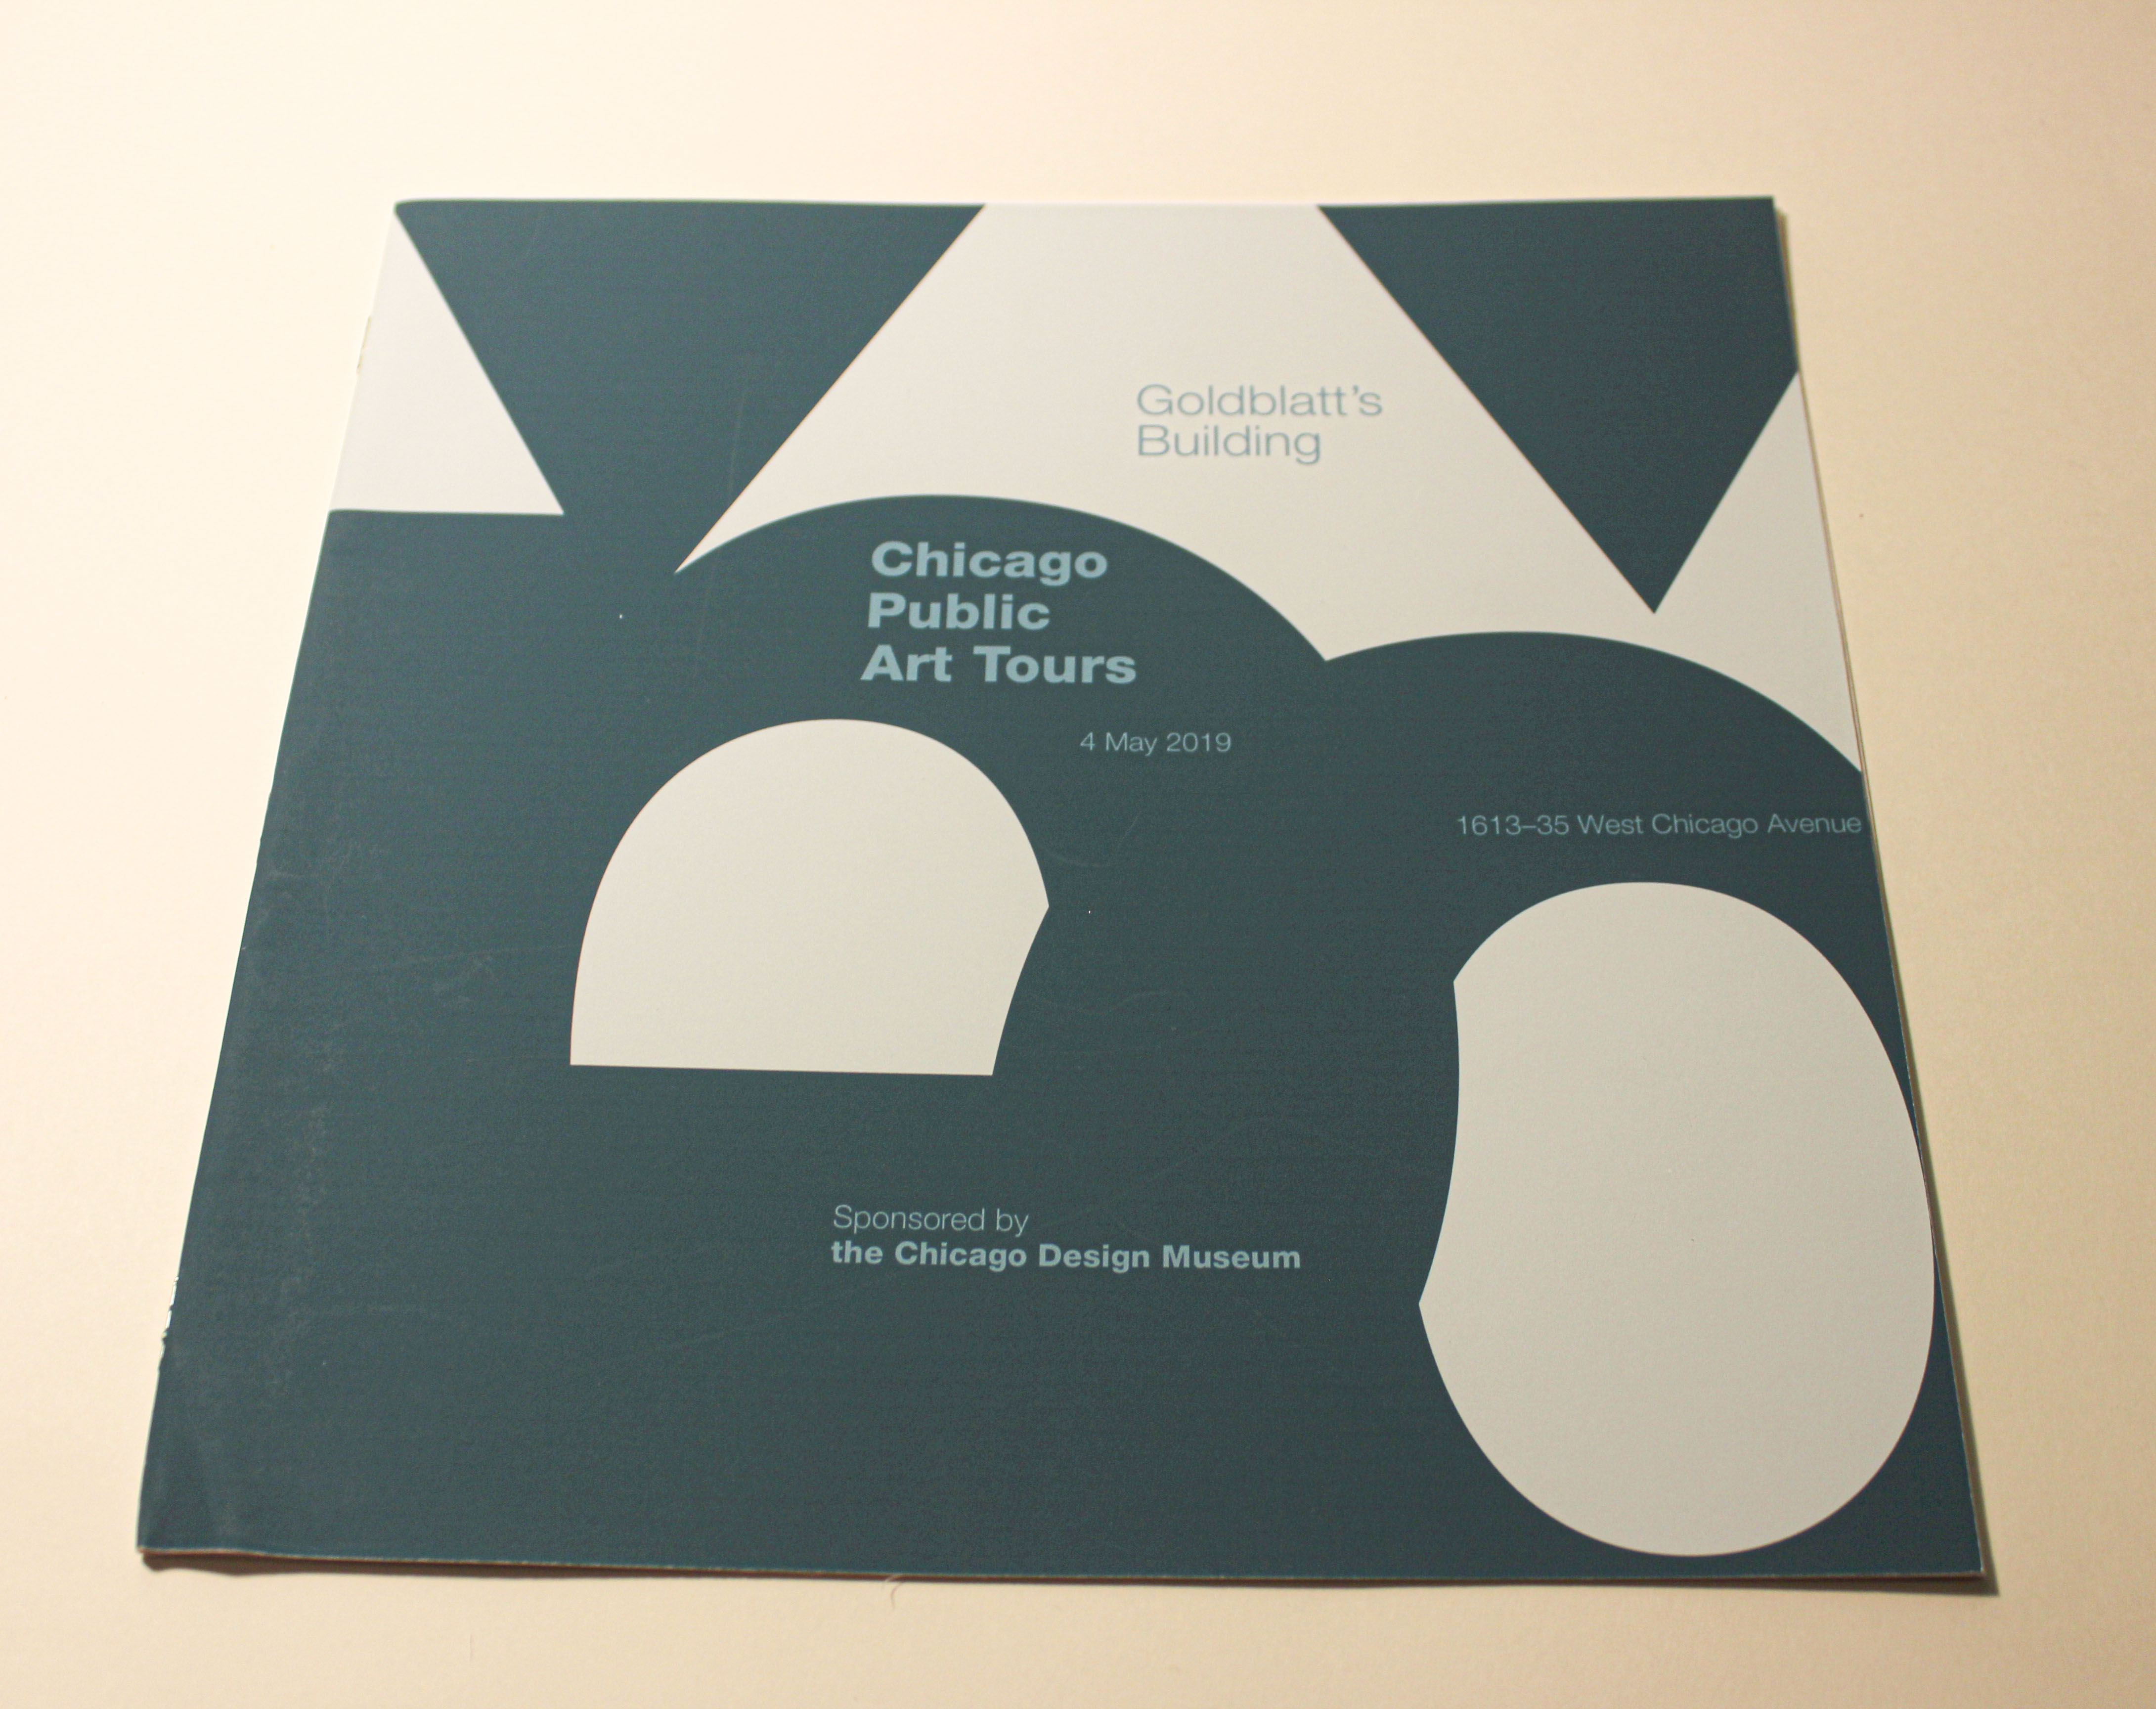 Goldblatt's
Building
Chicago
Public
Art Tours
4 May 2019
1613–35 West Chicago Avenue
Sponsored by
the Chicago Design Museum